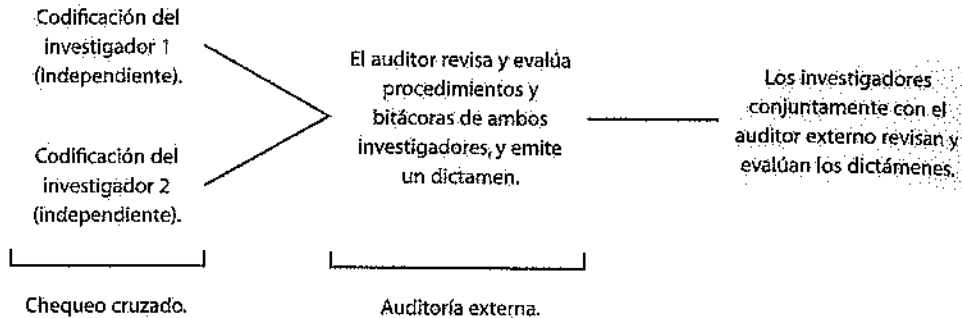 Codificación del
investigador 1
(independiente).
Codificación del
investigador 2
(independiente).
El auditor revisa y evalúa
procedimientos y
bitácoras de ambos
investigadores, y emite
un dictamen.
Los investigadores
conjuntamente con el
auditor externo revisan y
evalúan los dictámenes.
Chequeo cruzado.
Auditoría externa.